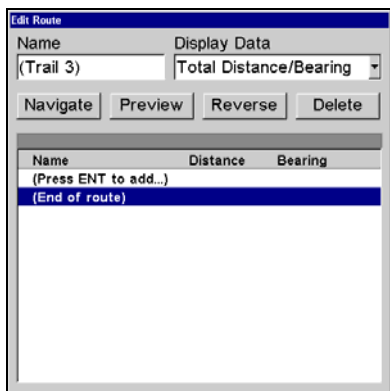 Edit Route
Name Display Data
(Trail 3) Total Distance/Bearing
Navigate Preview Reverse Delete
Name Distance Bearing
(Press ENT to add...)
(End of route)